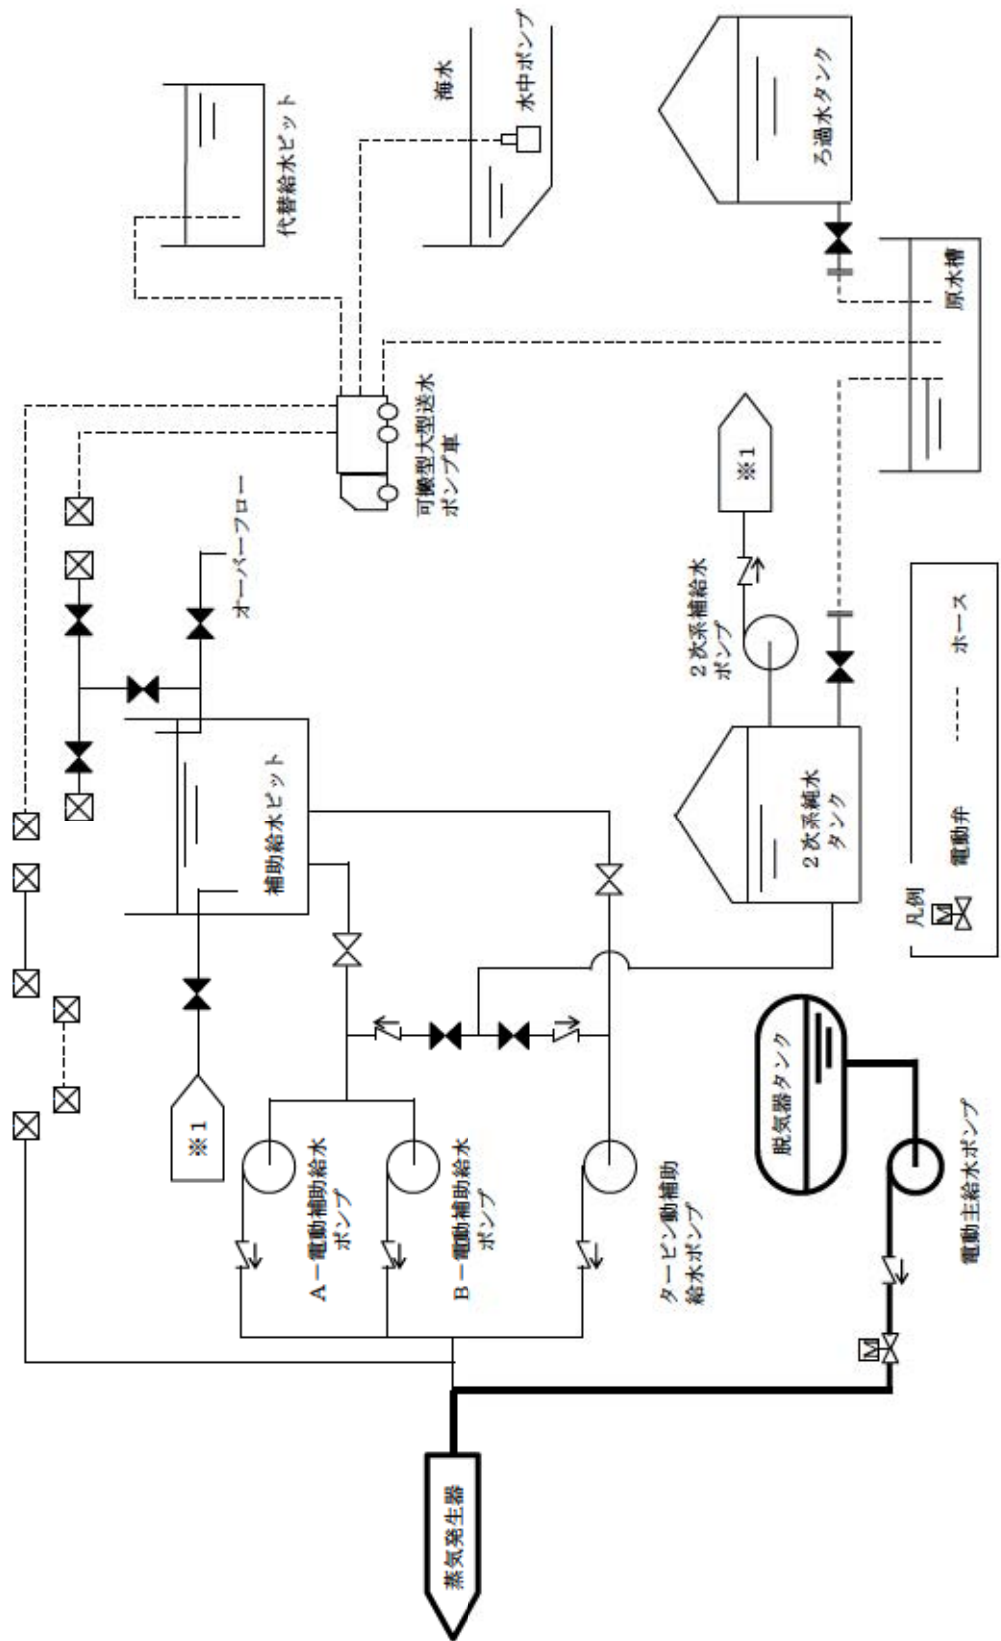 代替給水ピット
海水
水中ポンプ
ろ過水タンク
原水槽
可搬型大型送水
ポンプ車
オーバーフロー
※1
2次系補給水
ポンプ
補助給水ピット
2次系純水
タンク
凡例
M
電動弁
ホース
※1
A－電動補助給水
ポンプ
B－電動補助給水
ポンプ
タービン動補助
給水ポンプ
脱気器タンク
電動主給水ポンプ
M
蒸気発生器